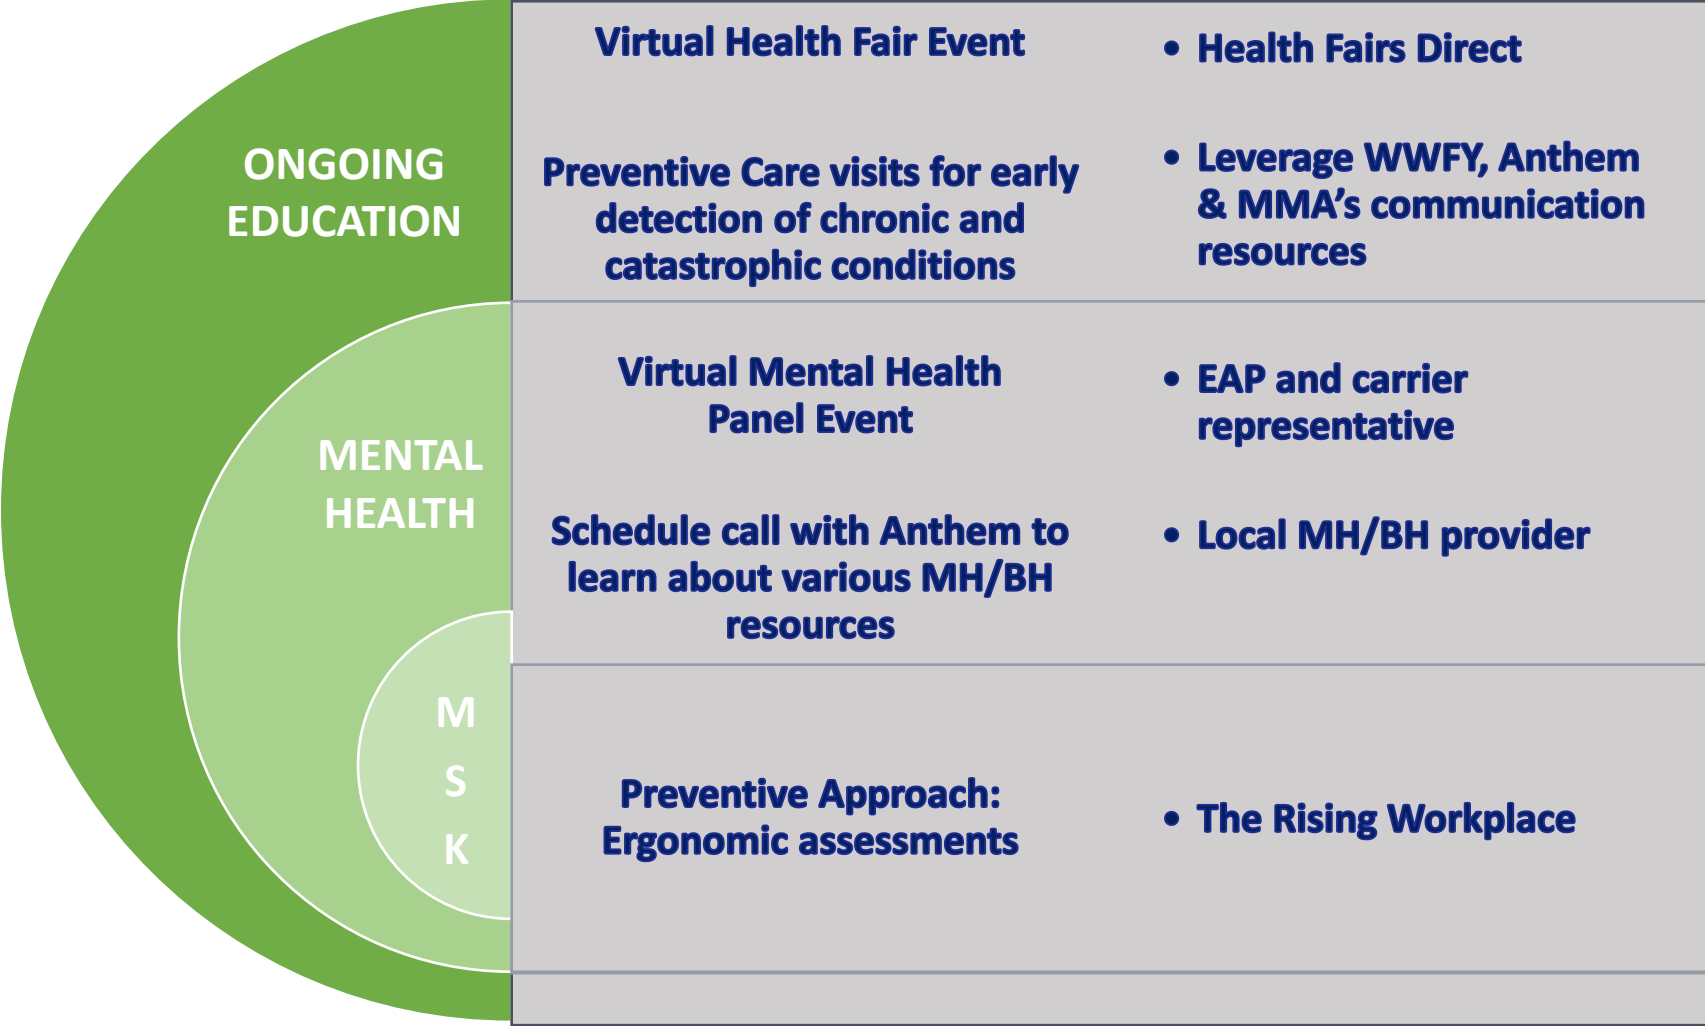 ONGOING
EDUCATION
Virtual Health Fair Event
Preventive Care visits for early
detection of chronic and
catastrophic conditions
• Health Fairs Direct
• Leverage WWFY, Anthem
& MMA’s communication
resources
MENTAL
HEALTH
Virtual Mental Health
Panel Event
Schedule call with Anthem to
learn about various MH/BH
resources
• EAP and carrier
representative
• Local MH/BH provider
M
S
K
Preventive Approach:
Ergonomic assessments
• The Rising Workplace